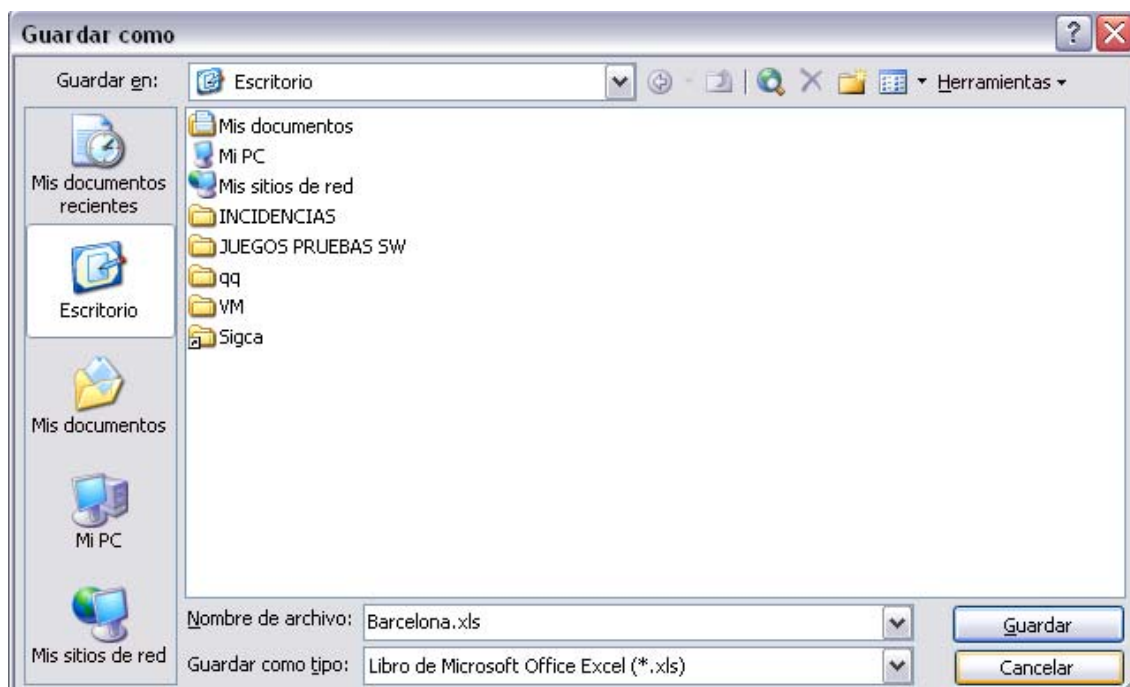 Guardar como
Guardar en:
Escritorio
Herramientas
Mis documentos recientes
Escritorio
Mis documentos
Mi PC
Mis sitios de red
Mis documentos
Mi PC
Mis sitios de red
INCIDENCIAS
JUEGOS PRUEBAS SW
qq
VM
Sigca
Nombre de archivo:
Barcelona.xls
Guardar
Guardar como tipo:
Libro de Microsoft Office Excel (*.xls)
Cancelar